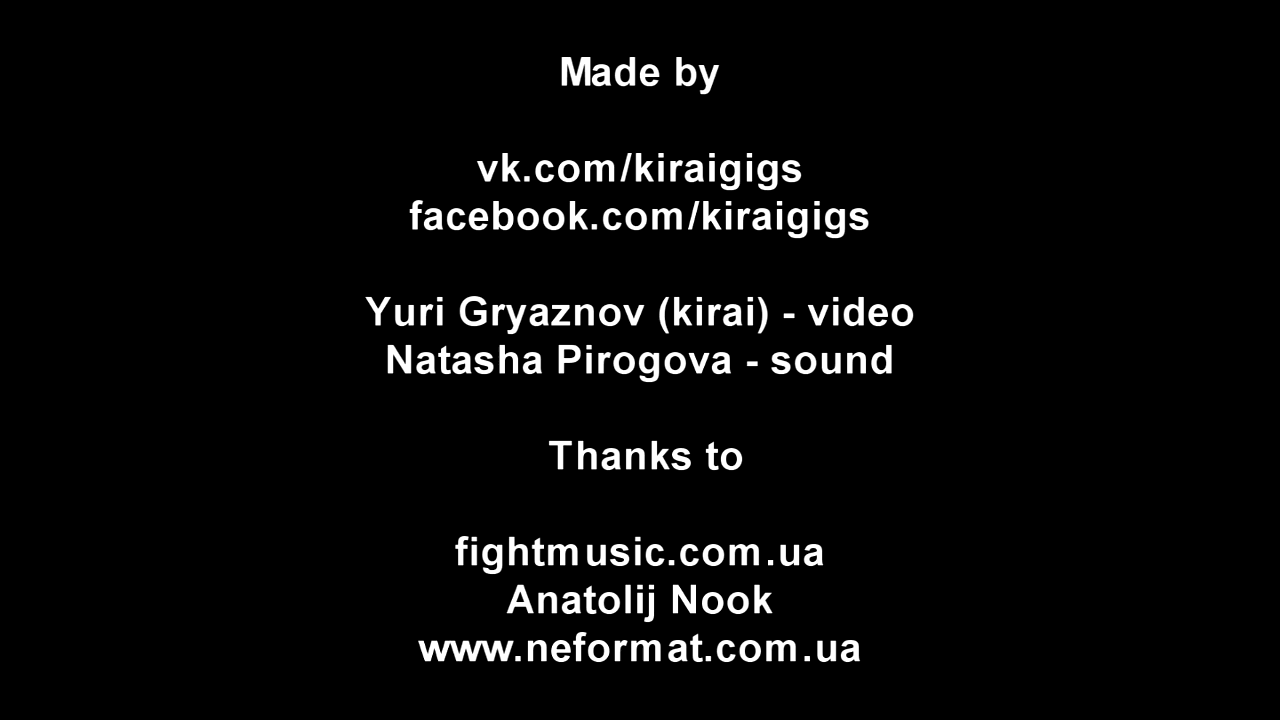 Made by
vk.com/kiraigigs
facebook.com/kiraigigs
Yuri Gryaznov (kirai) - video
Natasha Pirogova - sound
Thanks to
fightmusic.com.ua
Anatolij Nook
www.neformat.com.ua